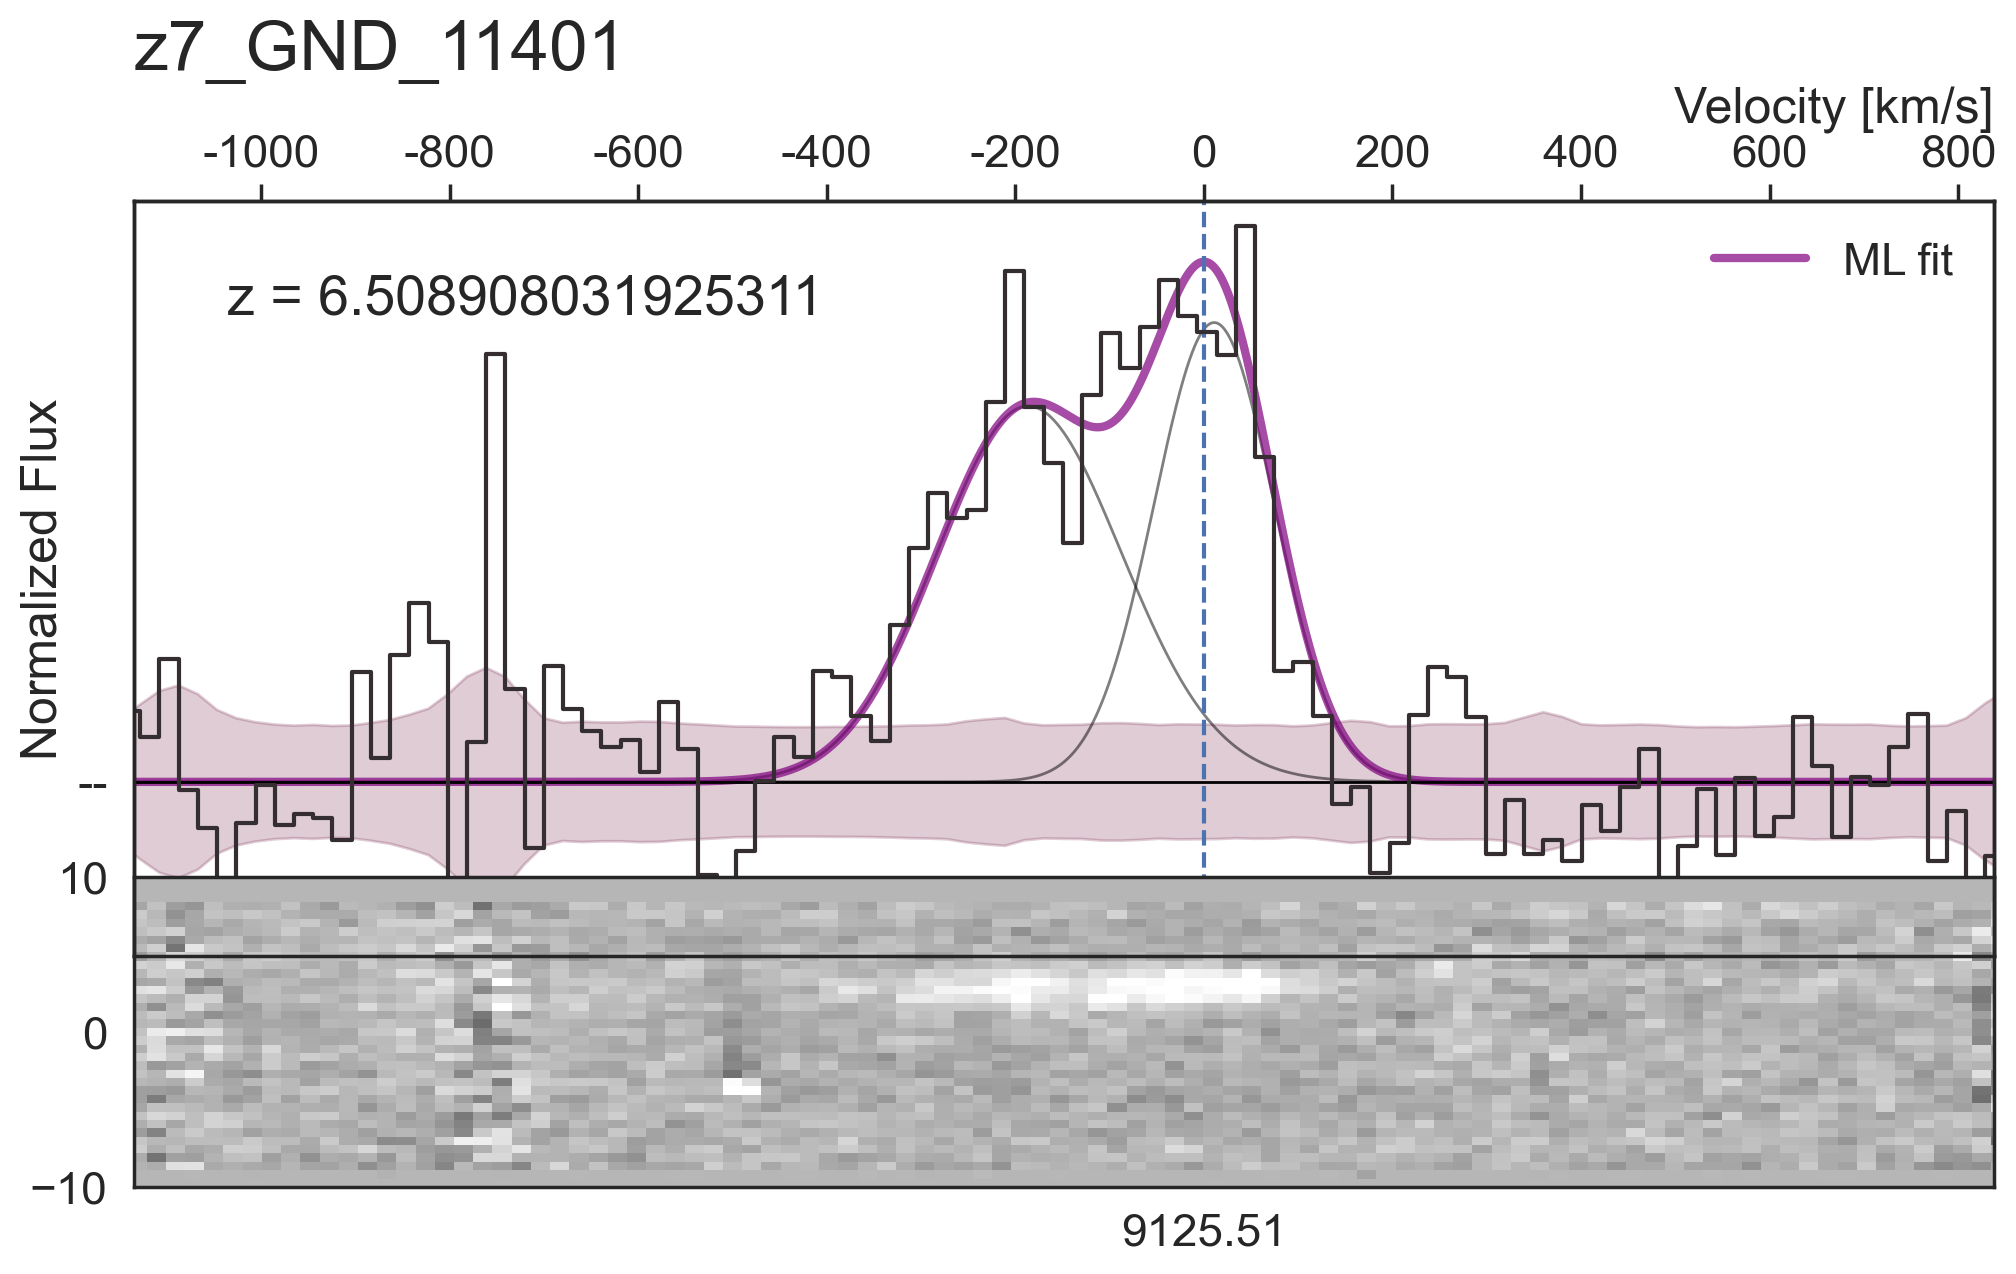 z7_GND_11401
Velocity [km/s]
-1000 -800 -600 -400 -200 0 200 400 600 800
ML fit
z = 6.508908031925311
Normalized Flux
--
10
0
−10
9125.51